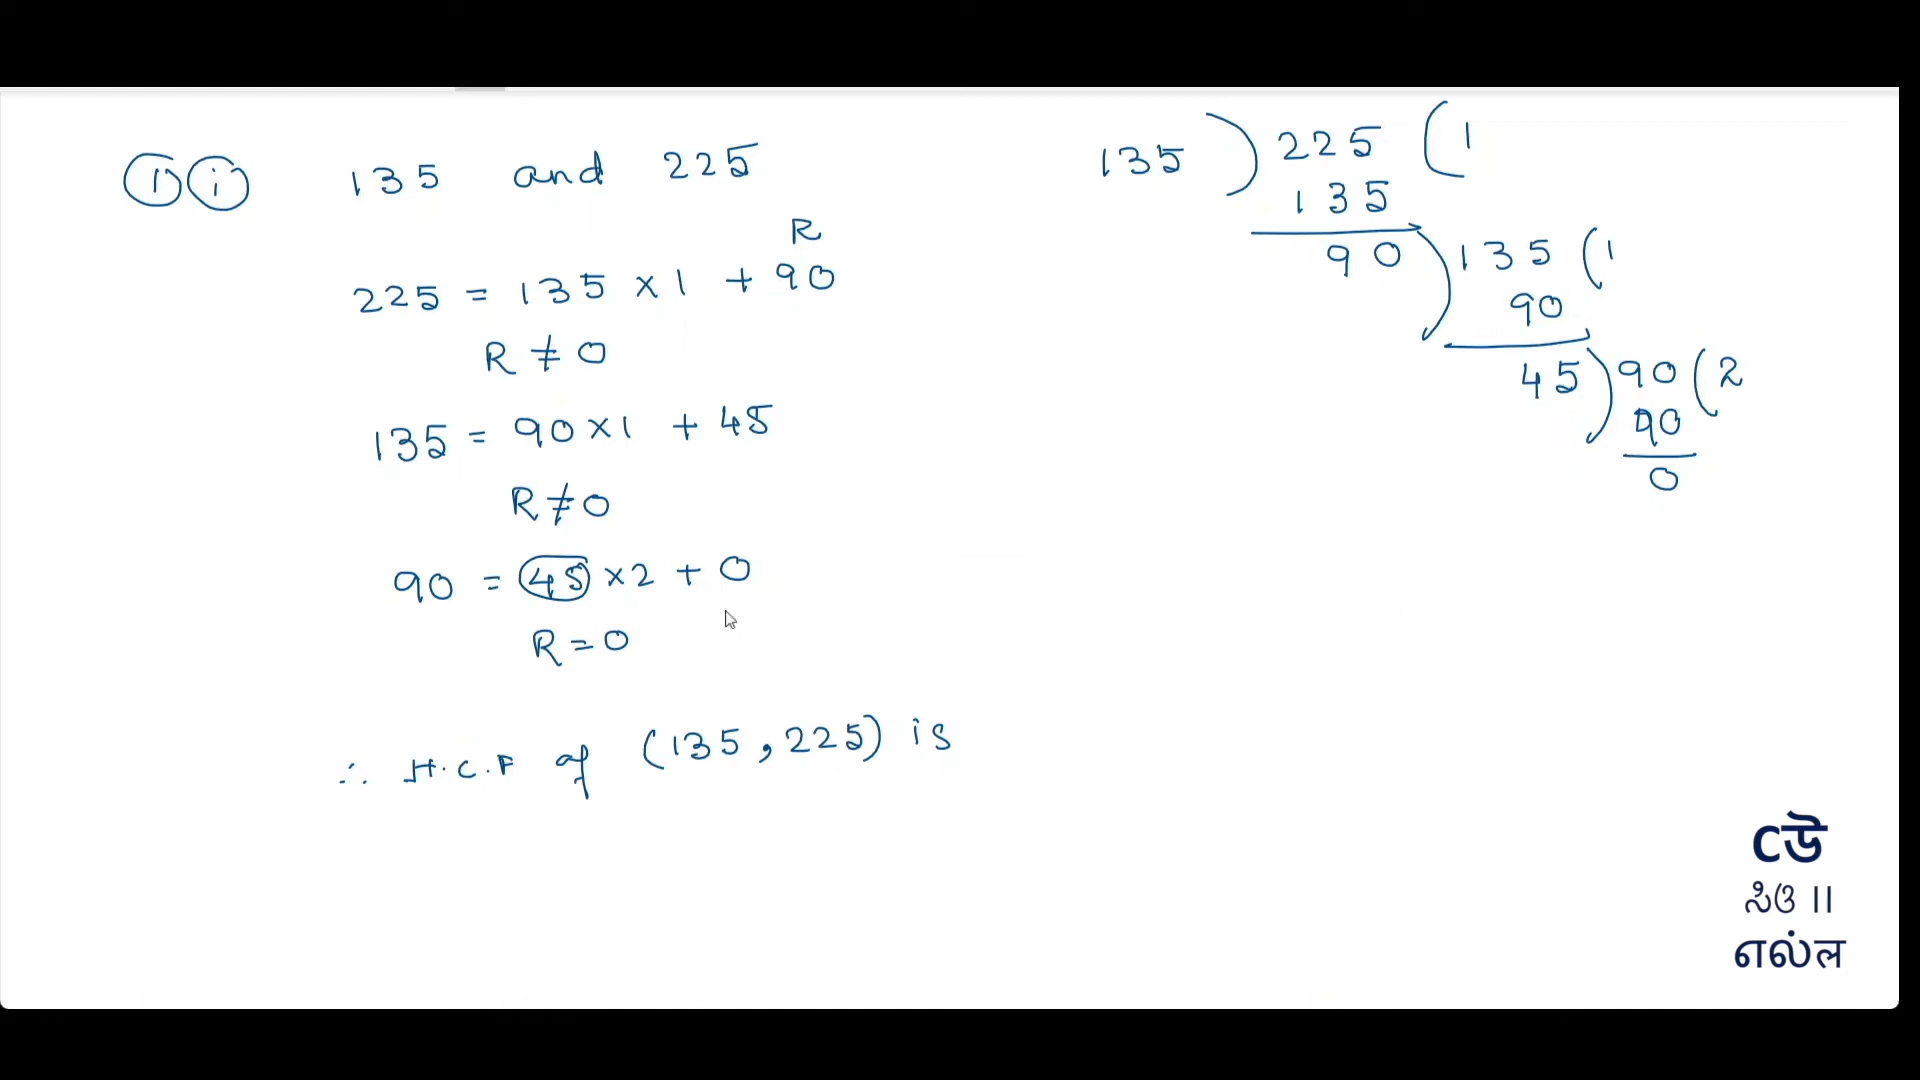 1 i 135 and 225
R
225 = 135 × 1 + 90
R ≠ 0
135 = 90 × 1 + 45
R ≠ 0
90 = 45 × 2 + 0
R = 0
∴ H.C.F of (135, 225) is
135 ) 225 ( 1
135
90 ) 135 ( 1
90
45 ) 90 ( 2
90
0